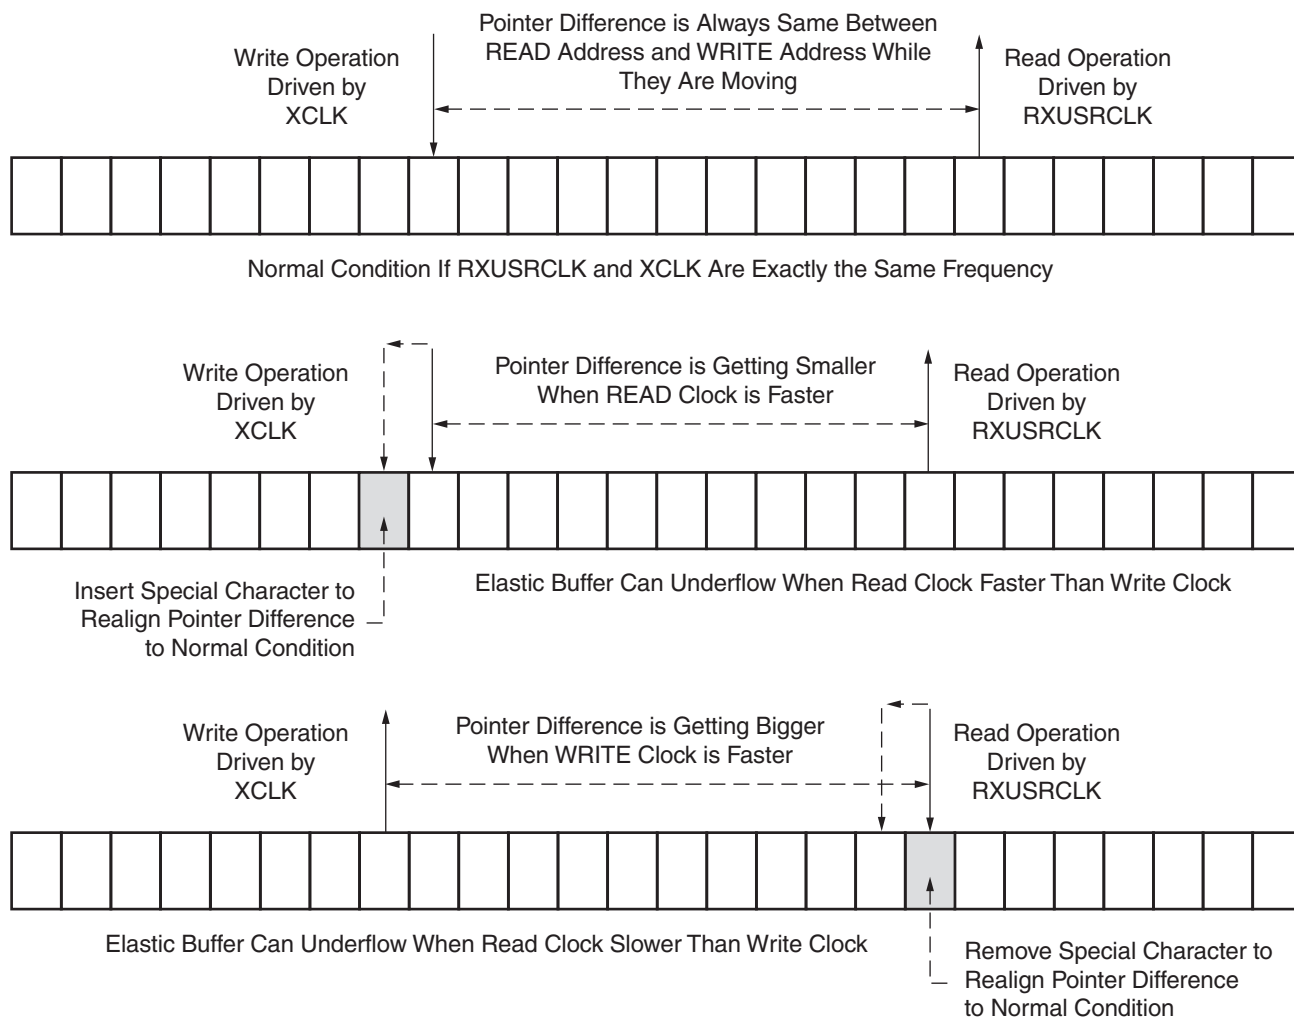 Pointer Difference is Always Same Between
READ Address and WRITE Address While
They Are Moving
Write Operation
Driven by
XCLK
Read Operation
Driven by
RXUSRCLK
Normal Condition If RXUSRCLK and XCLK Are Exactly the Same Frequency
Write Operation
Driven by
XCLK
Pointer Difference is Getting Smaller
When READ Clock is Faster
Read Operation
Driven by
RXUSRCLK
Elastic Buffer Can Underflow When Read Clock Faster Than Write Clock
Insert Special Character to
Realign Pointer Difference
to Normal Condition
Write Operation
Driven by
XCLK
Pointer Difference is Getting Bigger
When WRITE Clock is Faster
Read Operation
Driven by
RXUSRCLK
Elastic Buffer Can Underflow When Read Clock Slower Than Write Clock
Remove Special Character to
Realign Pointer Difference
to Normal Condition